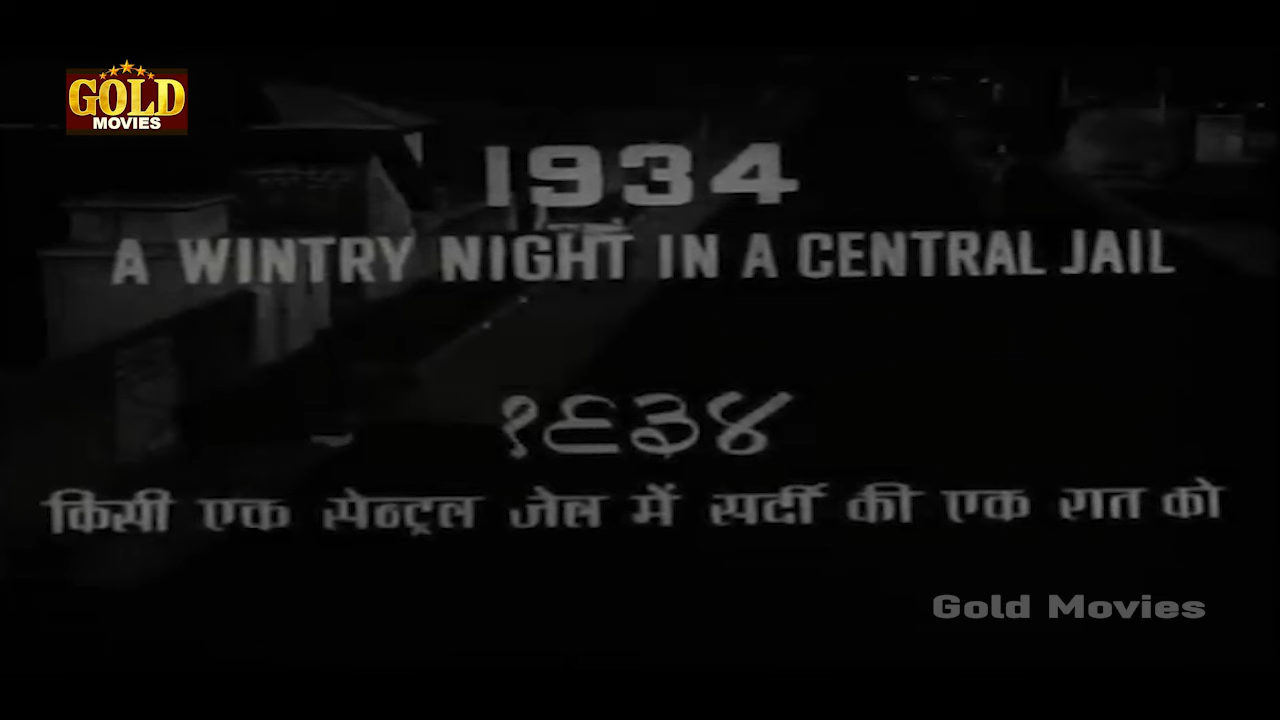 GOLD
MOVIES
1934
A WINTRY NIGHT IN A CENTRAL JAIL
१९३४
किसी एक सेन्ट्रल जेल में सर्दी की एक रात को
Gold Movies